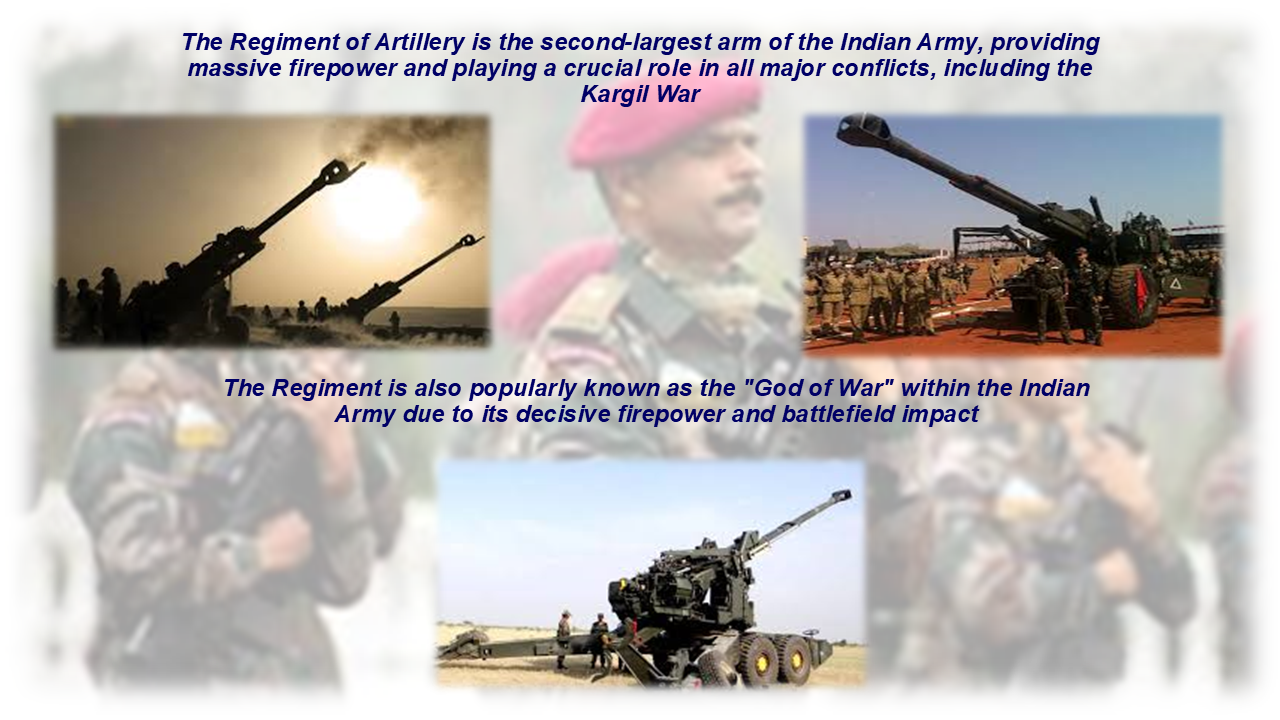 The Regiment of Artillery is the second-largest arm of the Indian Army, providing
massive firepower and playing a crucial role in all major conflicts, including the
Kargil War
The Regiment is also popularly known as the "God of War" within the Indian
Army due to its decisive firepower and battlefield impact